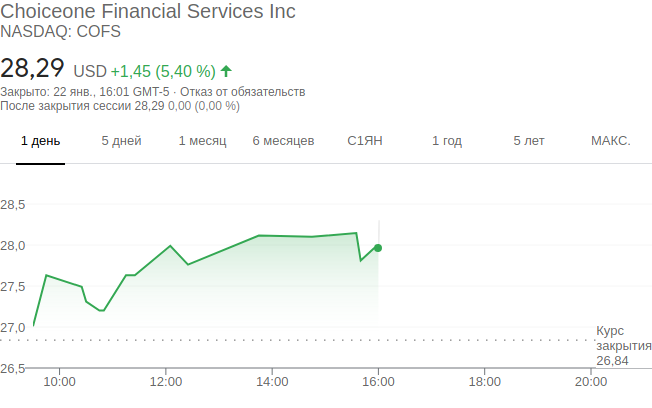 Choiceone Financial Services Inc
NASDAQ: COFS
28,29 USD +1,45 (5,40 %)
Закрыто: 22 янв., 16:01 GMT-5 · Отказ от обязательств
После закрытия сессии 28,29 0,00 (0,00 %)
1 день 5 дней 1 месяц 6 месяцев С1ЯН 1 год 5 лет МАКС.
28,5
28,0
27,5
27,0
Курс
закрытия
26,84
26,5
10:00 12:00 14:00 16:00 18:00 20:00